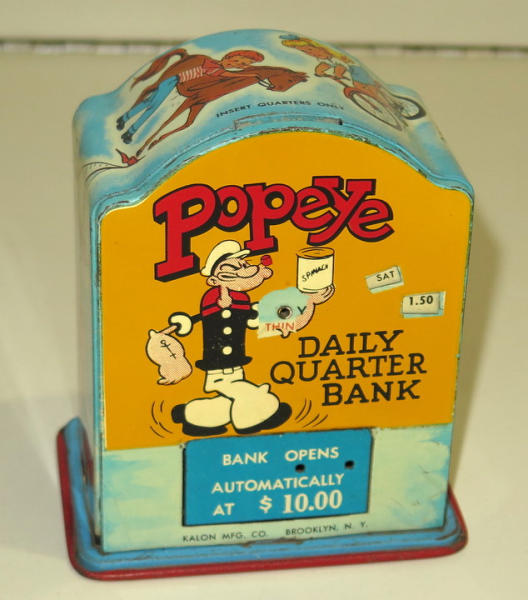 INSERT QUARTERS ONLY
POPEYE
SPINACH
SAT
1.50
Y
THIN
DAILY
QUARTER
BANK
BANK OPENS
AUTOMATICALLY
AT $ 10.00
KALON MFG. CO. BROOKLYN, N. Y.